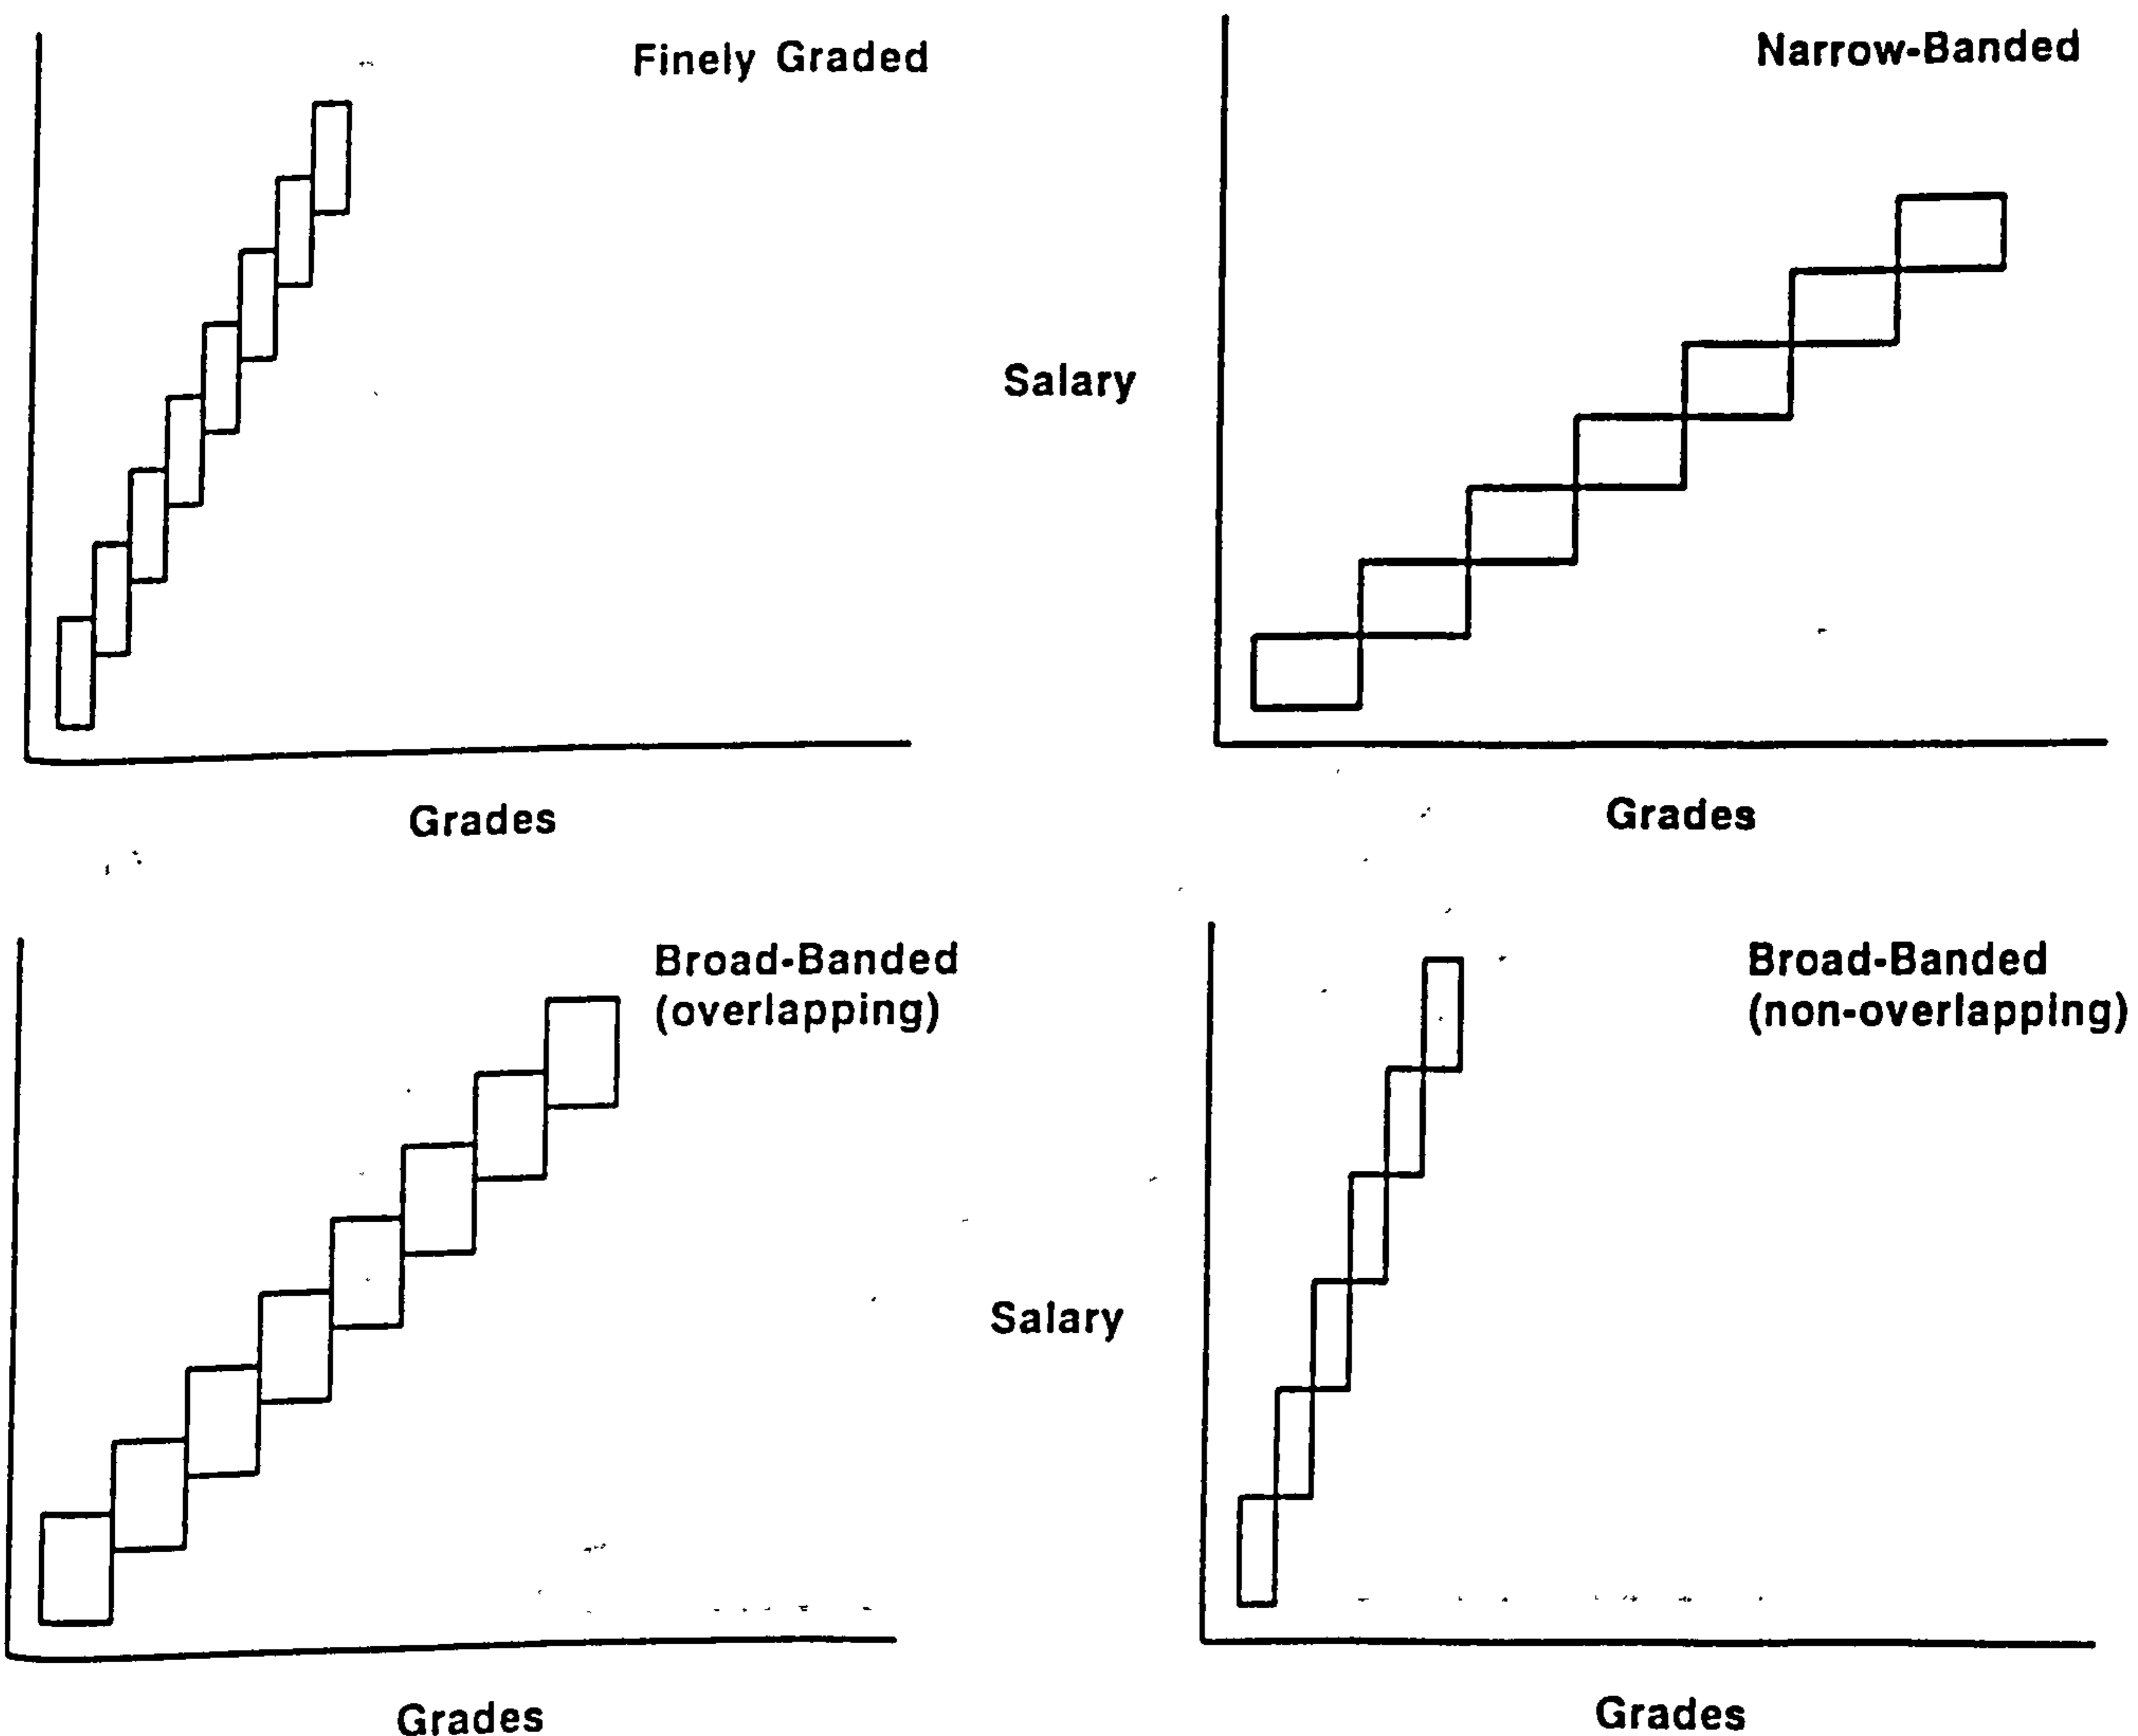 Finely Graded
Narrow-Banded
Salary
Grades
Grades
Broad-Banded
(overlapping)
Broad-Banded
(non-overlapping)
Salary
Grades
Grades